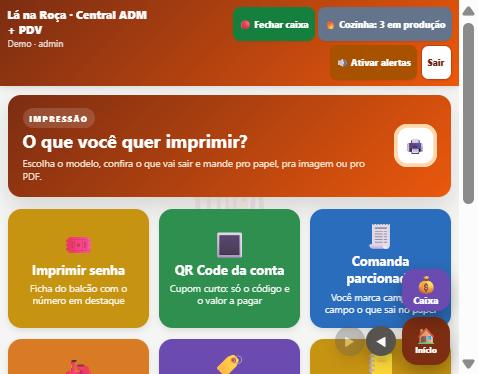 Lá na Roça - Central ADM
+ PDV
Demo · admin
Fechar caixa
Cozinha: 3 em produção
Ativar alertas
Sair
IMPRESSÃO
O que você quer imprimir?
Escolha o modelo, confira o que vai sair e mande pro papel, pra imagem ou pro
PDF.
Imprimir senha
Ficha do balcão com o
número em destaque
QR Code da conta
Cupom curto: só o código e
o valor a pagar
Comanda
Você marca
campo o que sai no papel
Caixa
Início